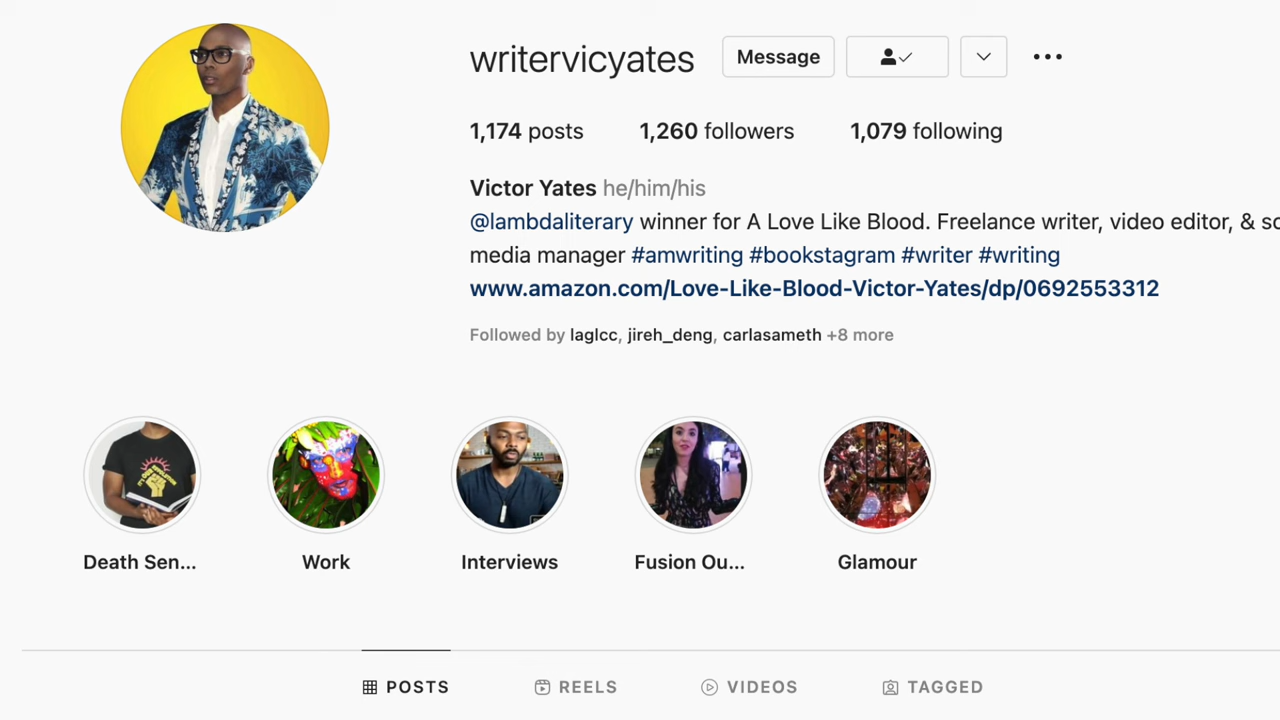 writervicyates Message
1,174 posts 1,260 followers 1,079 following
Victor Yates he/him/his
@lambdaliterary winner for A Love Like Blood. Freelance writer, video editor, & so
media manager #amwriting #bookstagram #writer #writing
www.amazon.com/Love-Like-Blood-Victor-Yates/dp/0692553312
Followed by laglcc, jireh_deng, carlasameth +8 more
Death Sen... Work Interviews Fusion Ou... Glamour
POSTS REELS VIDEOS TAGGED